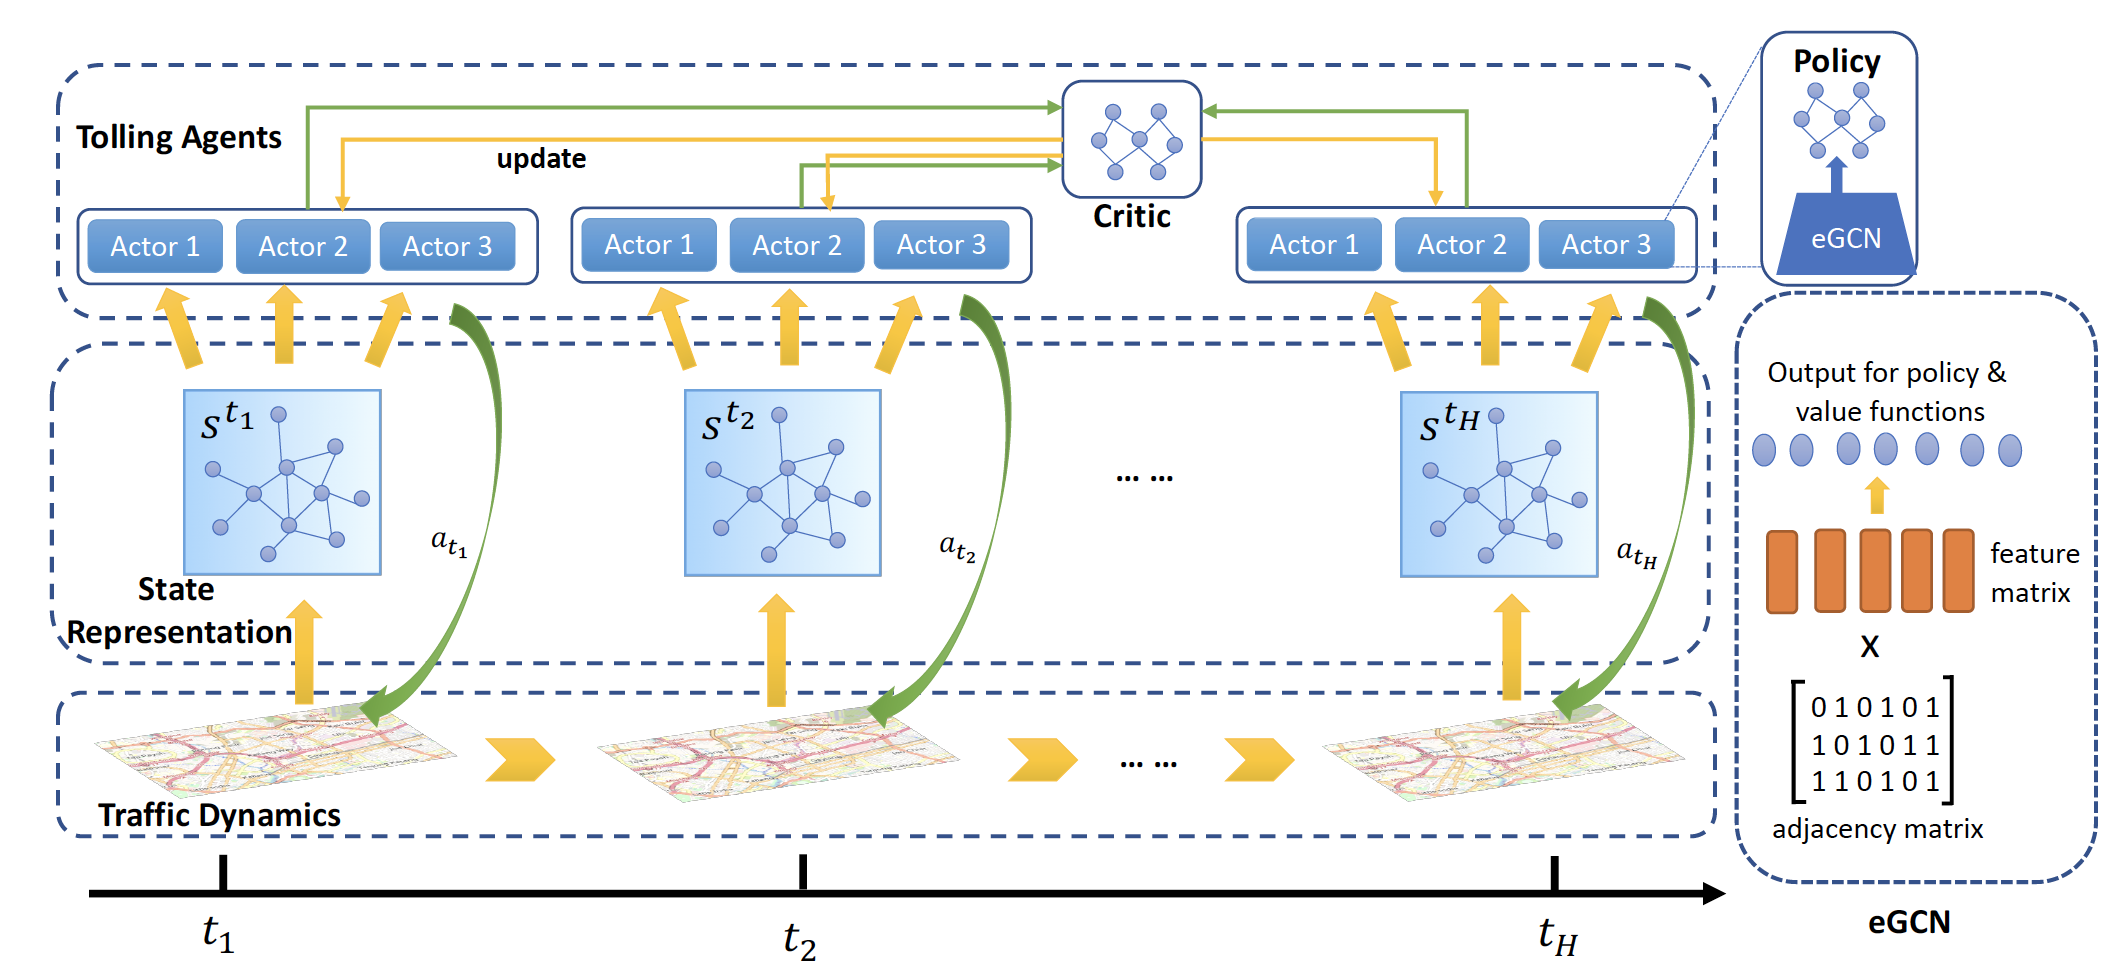 Policy
Tolling Agents
update
Critic
Actor 1 Actor 2 Actor 3
Actor 1 Actor 2 Actor 3
Actor 1 Actor 2 Actor 3
eGCN
s^{t_1}
s^{t_2}
s^{t_H}
... ...
a_{t_1}
a_{t_2}
a_{t_H}
State
Representation
Output for policy &
value functions
feature
matrix
X
0 1 0 1 0 1
1 0 1 0 1 1
1 1 0 1 0 1
adjacency matrix
eGCN
... ...
Traffic Dynamics
t_1
t_2
t_H